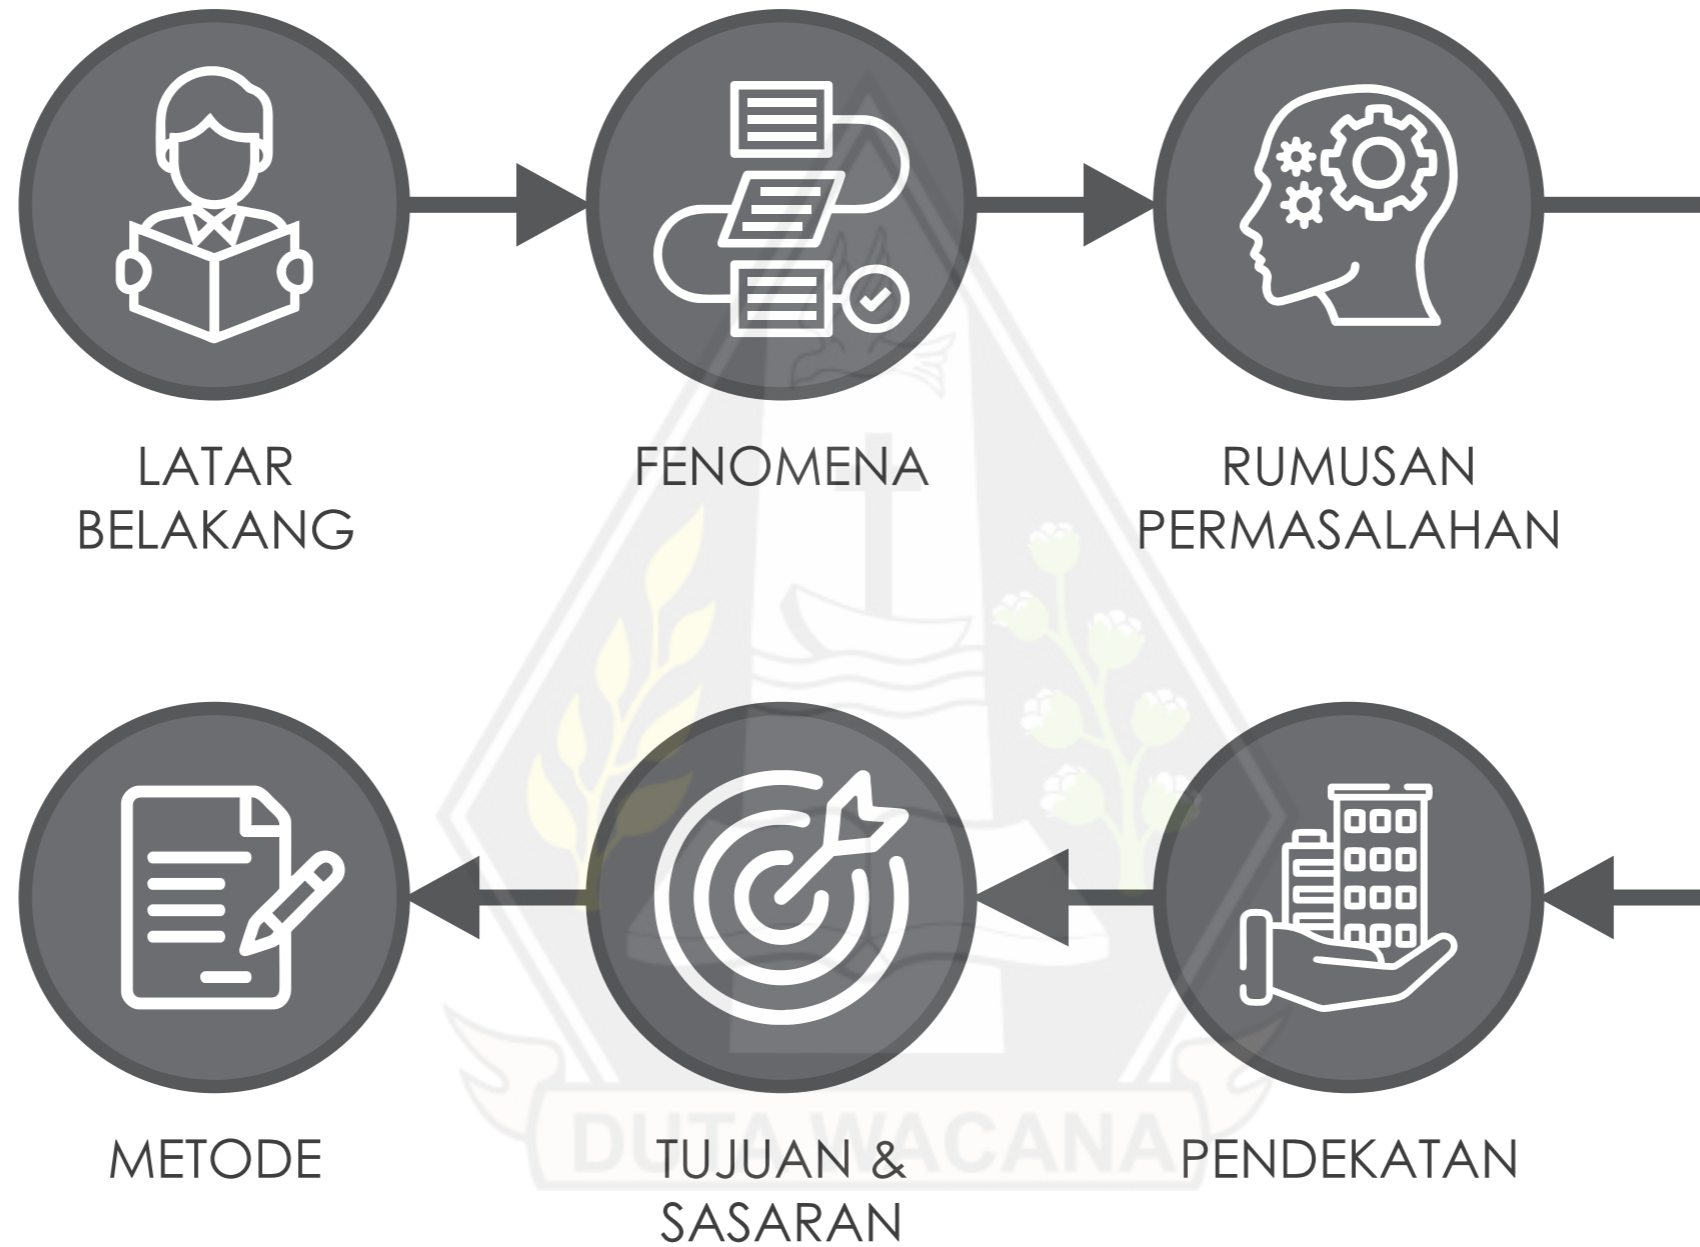 LATAR
BELAKANG
FENOMENA
RUMUSAN
PERMASALAHAN
METODE
TUJUAN &
SASARAN
PENDEKATAN
DUTA WACANA